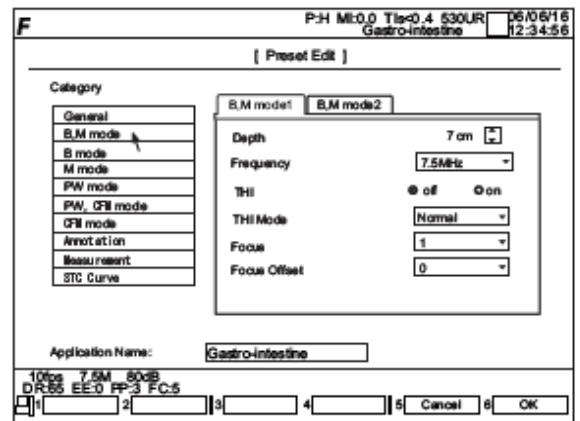 F
P:H MI:0.0 TIs<0.4 530UR 06/06/16
Gastro-intestine 12:34:56
[ Preset Edit ]
Category
General
B,M mode
B mode
M mode
PW mode
PW, CFM mode
CFM mode
Annotation
Measurement
STC Curve
B,M mode1 B,M mode2
Depth 7 cm
Frequency 7.5MHz
THI off on
THI Mode Normal
Focus 1
Focus Offset 0
Application Name: Gastro-intestine
10fps 7.5M 80dB
DR:65 EE:0 PP:3 FC:5
1 2 3 4 5 Cancel 6 OK